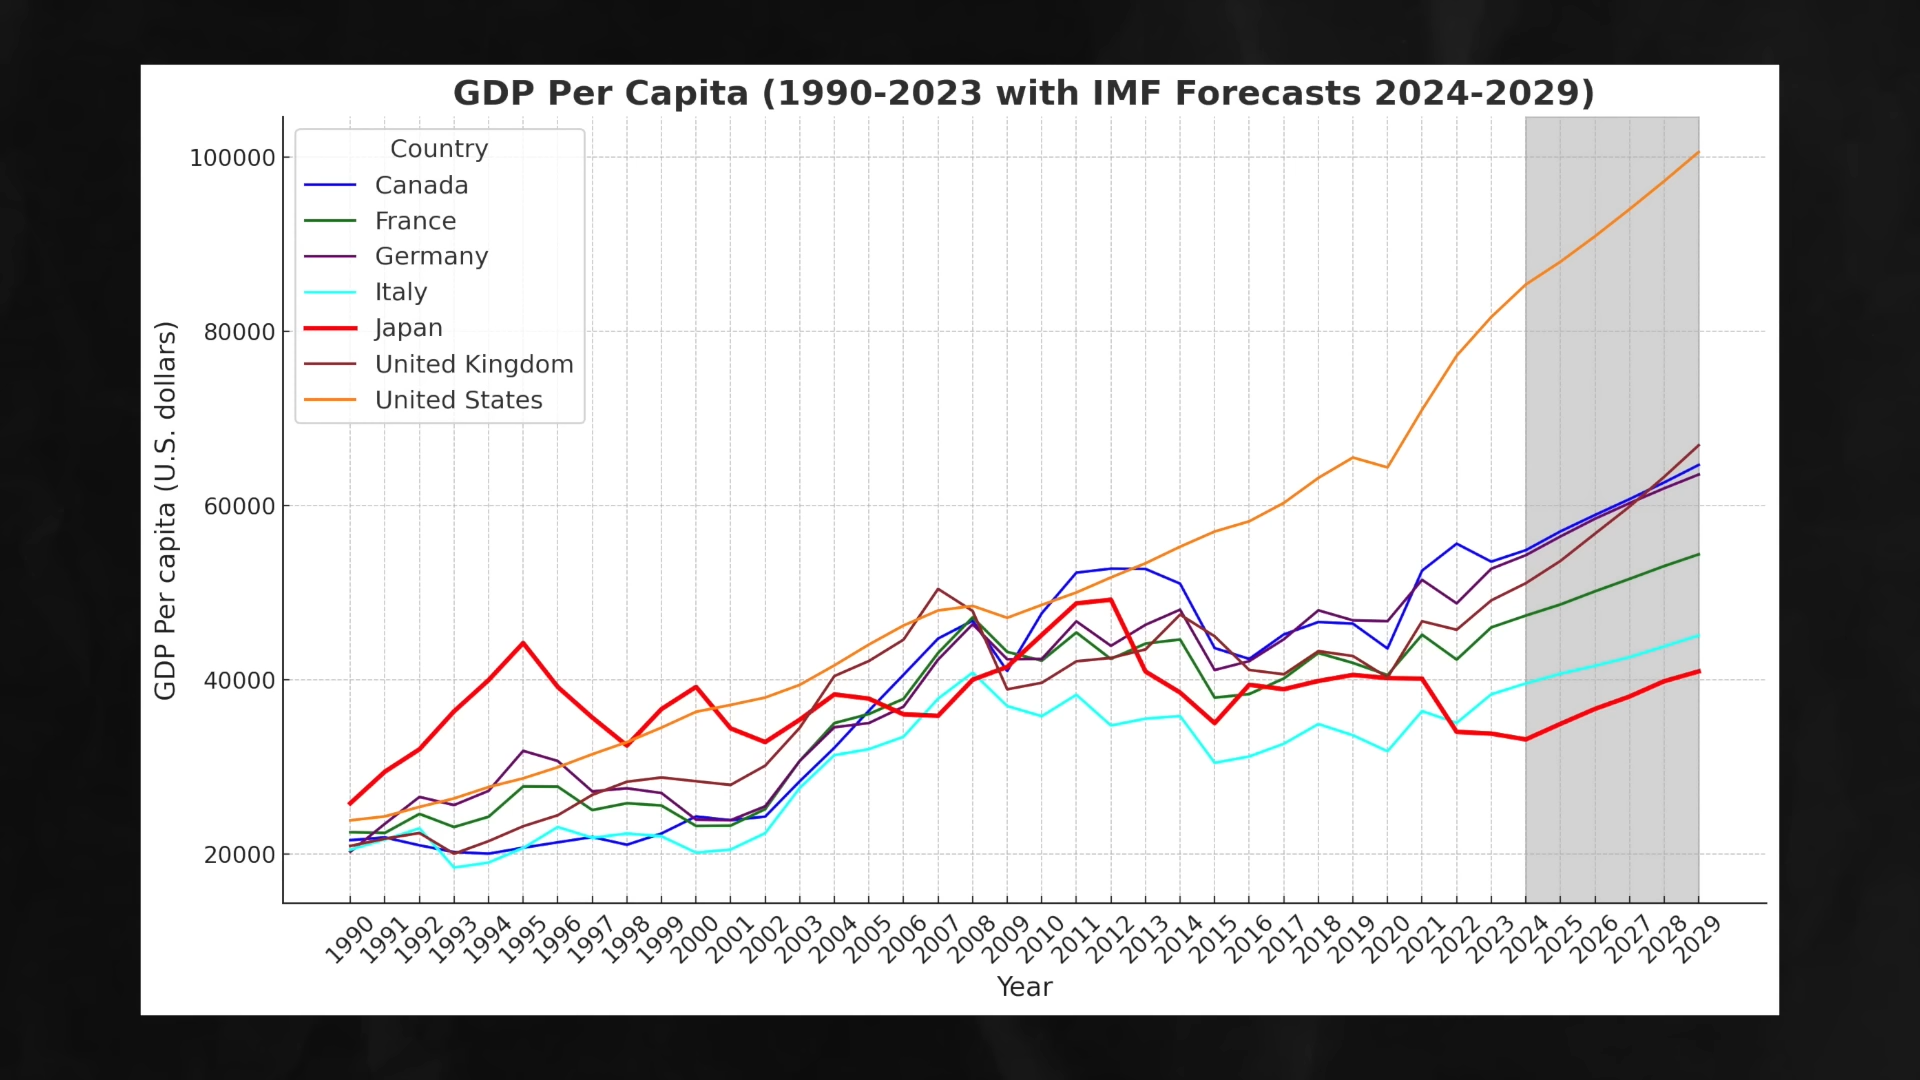 GDP Per Capita (1990-2023 with IMF Forecasts 2024-2029)
Country
Canada
France
Germany
Italy
Japan
United Kingdom
United States
GDP Per capita (U.S. dollars)
100000
80000
60000
40000
20000
1990 1991 1992 1993 1994 1995 1996 1997 1998 1999 2000 2001 2002 2003 2004 2005 2006 2007 2008 2009 2010 2011 2012 2013 2014 2015 2016 2017 2018 2019 2020 2021 2022 2023 2024 2025 2026 2027 2028 2029
Year